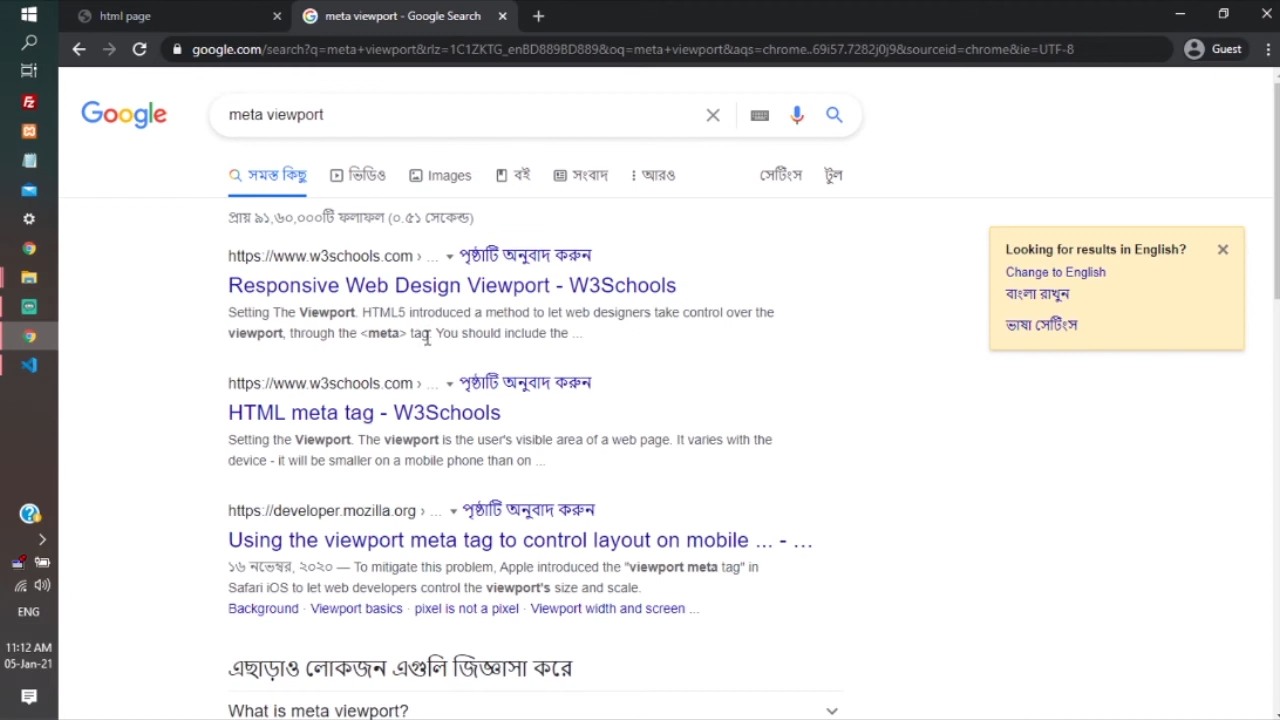 html page
meta viewport - Google Search
google.com/search?q=meta+viewport&rlz=1C1ZKTG_enBD889BD889&oq=meta+viewport&aqs=chrome..69i57.7282j0j9&sourceid=chrome&ie=UTF-8
Guest
Google
meta viewport
সমস্ত কিছু
ভিডিও
Images
বই
সংবাদ
আরও
সেটিংস
টুল
প্রায় ৯১,৬০,০০০টি ফলাফল (০.৫১ সেকেন্ড)
Looking for results in English?
Change to English
বাংলা রাখুন
ভাষা সেটিংস
https://www.w3schools.com › ... পৃষ্ঠাটি অনুবাদ করুন
Responsive Web Design Viewport - W3Schools
Setting The Viewport. HTML5 introduced a method to let web designers take control over the
viewport, through the <meta> tag. You should include the ...
https://www.w3schools.com › ... পৃষ্ঠাটি অনুবাদ করুন
HTML meta tag - W3Schools
Setting the Viewport. The viewport is the user's visible area of a web page. It varies with the
device - it will be smaller on a mobile phone than on ...
https://developer.mozilla.org › ... পৃষ্ঠাটি অনুবাদ করুন
Using the viewport meta tag to control layout on mobile ... - ...
১৬ নভেম্বর, ২০২০ — To mitigate this problem, Apple introduced the "viewport meta tag" in
Safari iOS to let web developers control the viewport's size and scale.
Background · Viewport basics · pixel is not a pixel · Viewport width and screen ...
এছাড়াও লোকজন এগুলি জিজ্ঞাসা করে
What is meta viewport?
ENG
11:12 AM
05-Jan-21